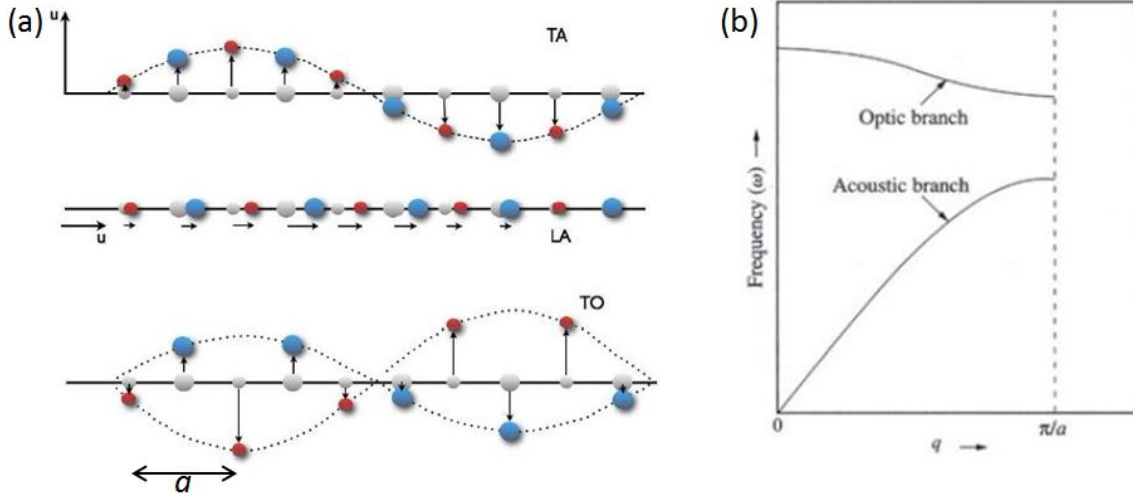 (a)
u
TA
u
LA
TO
a
(b)
Frequency (ω) →
Optic branch
Acoustic branch
0
π/a
q →